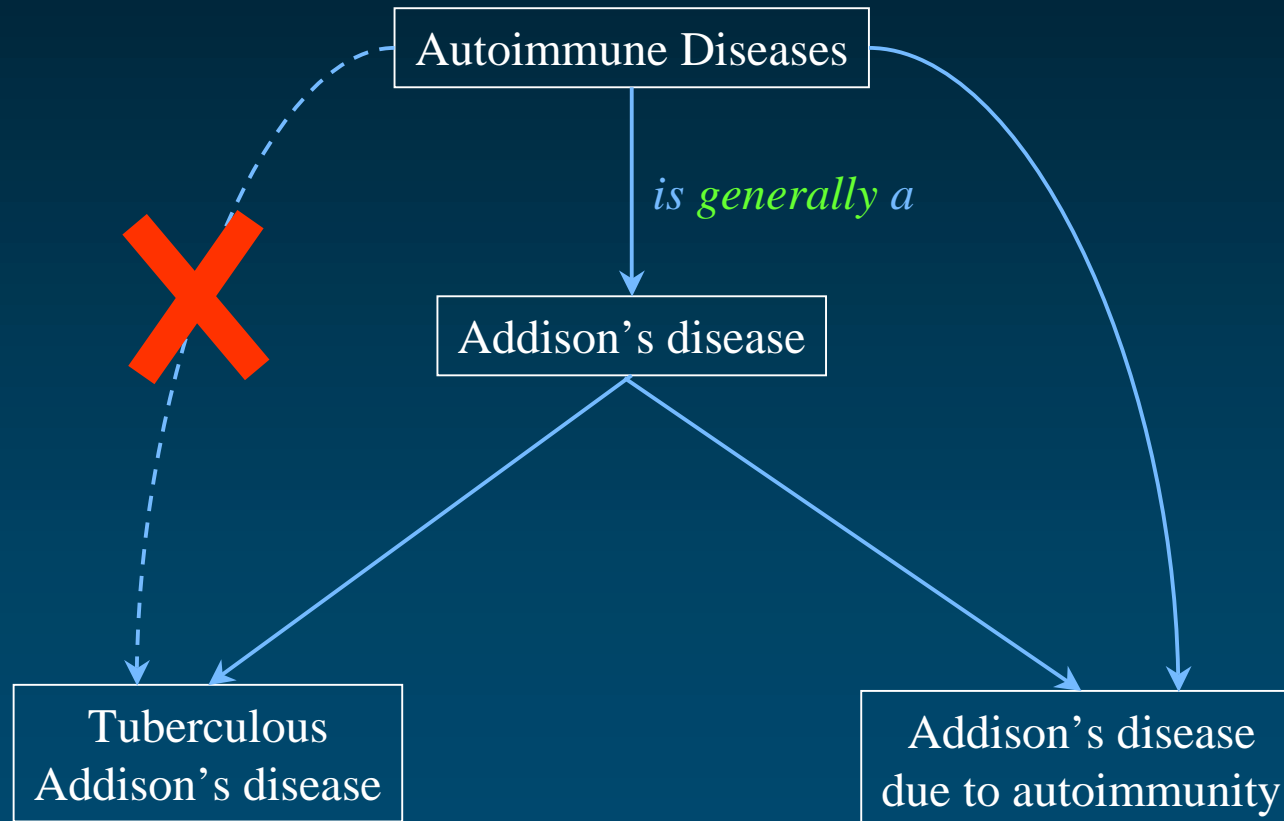 Autoimmune Diseases
is generally a
Addison’s disease
Tuberculous
Addison’s disease
Addison’s disease
due to autoimmunity